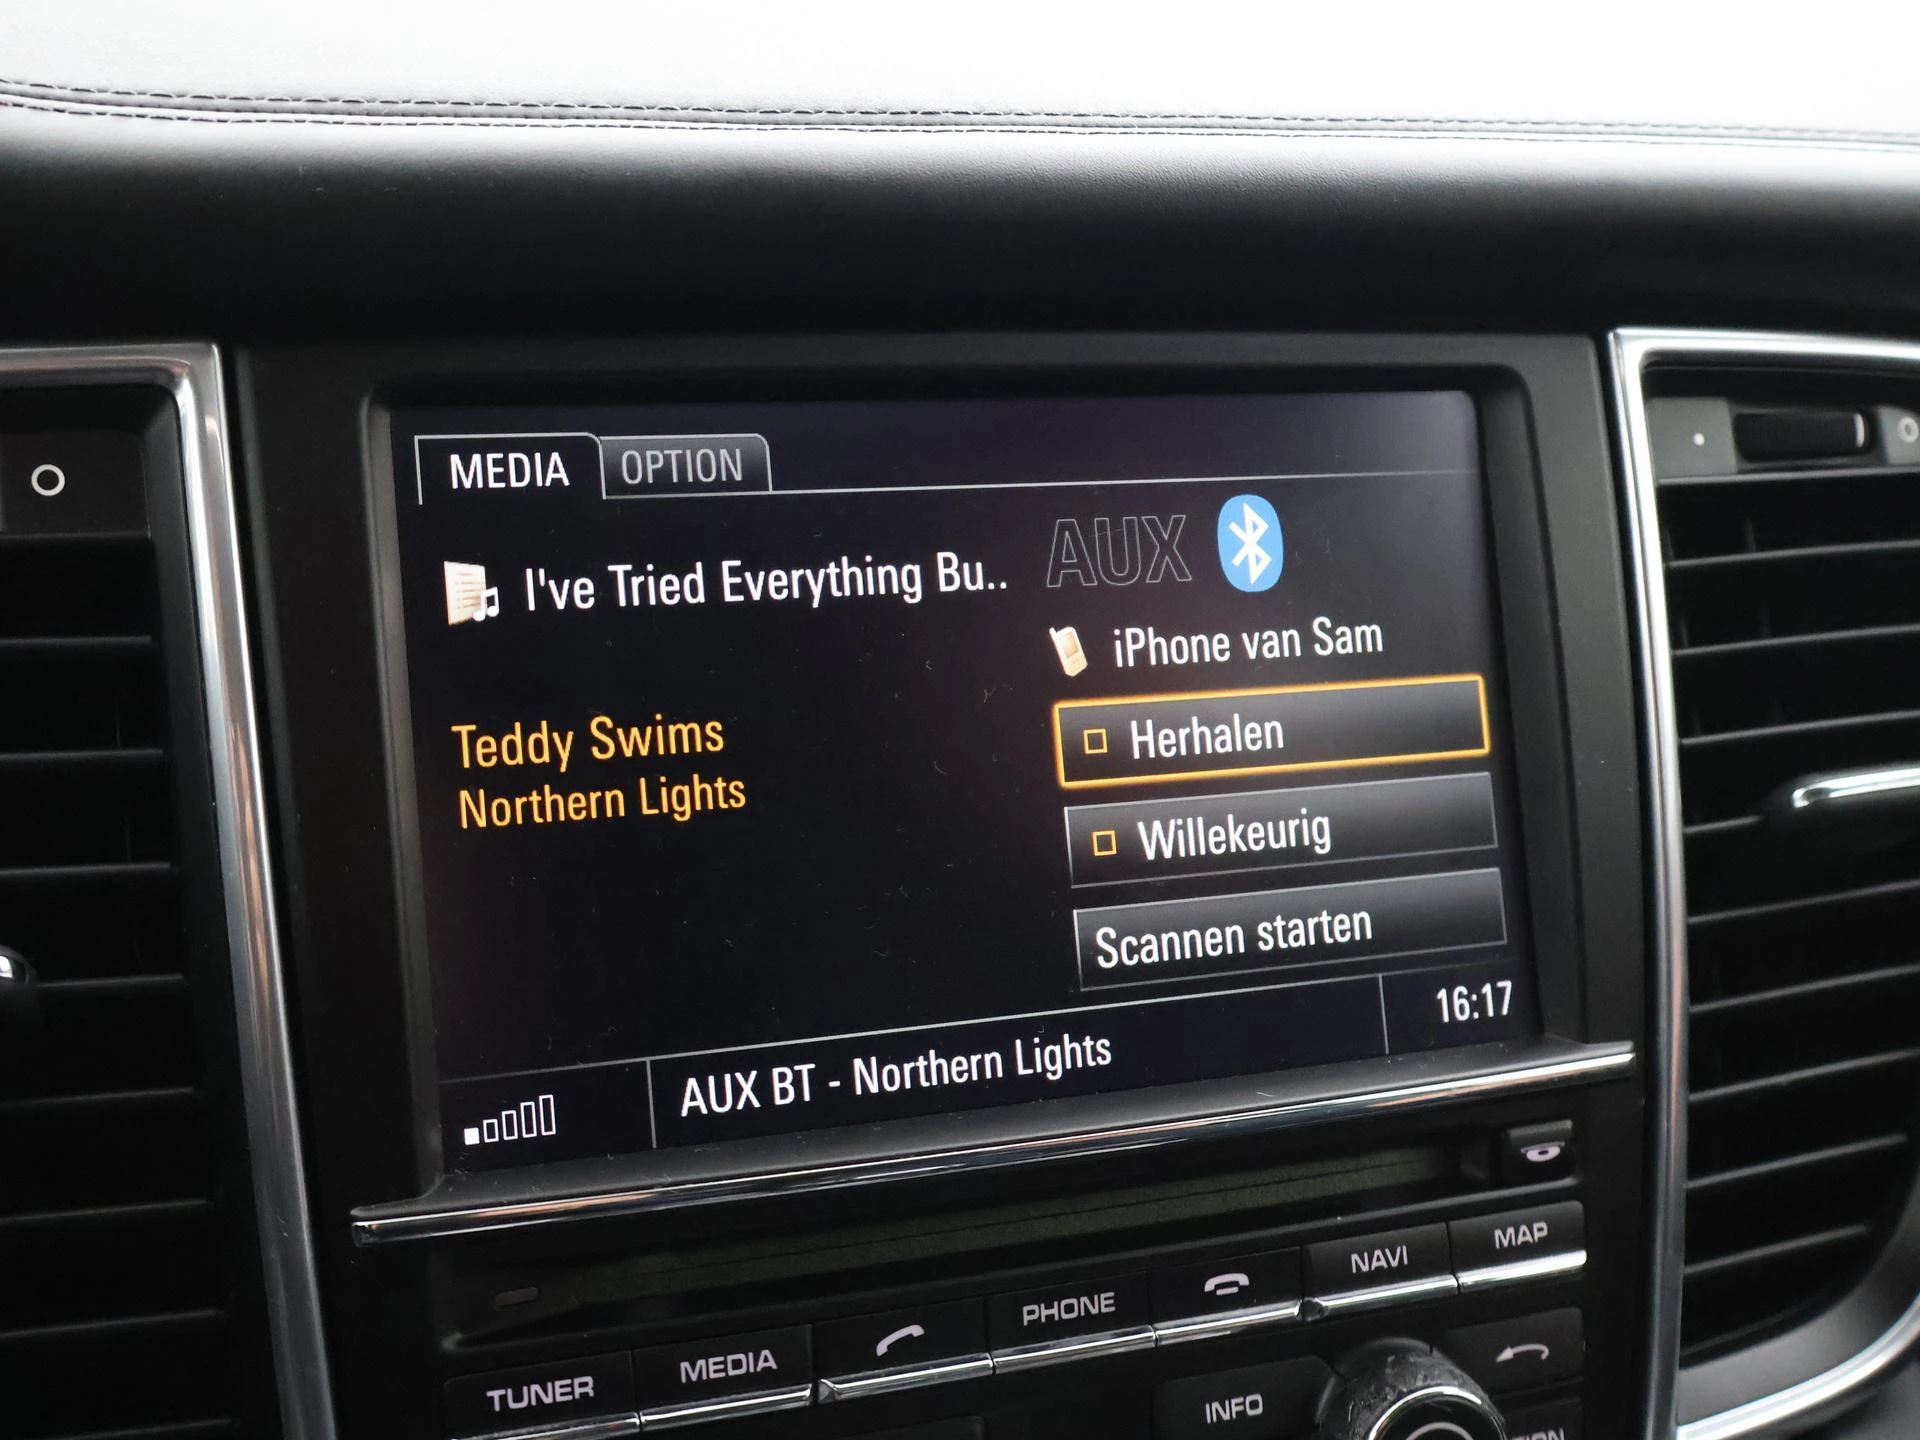 MEDIA OPTION
I've Tried Everything Bu..
AUX
iPhone van Sam
Teddy Swims
Northern Lights
Herhalen
Willekeurig
Scannen starten
AUX BT - Northern Lights
16:17
TUNER
MEDIA
PHONE
NAVI
MAP
INFO